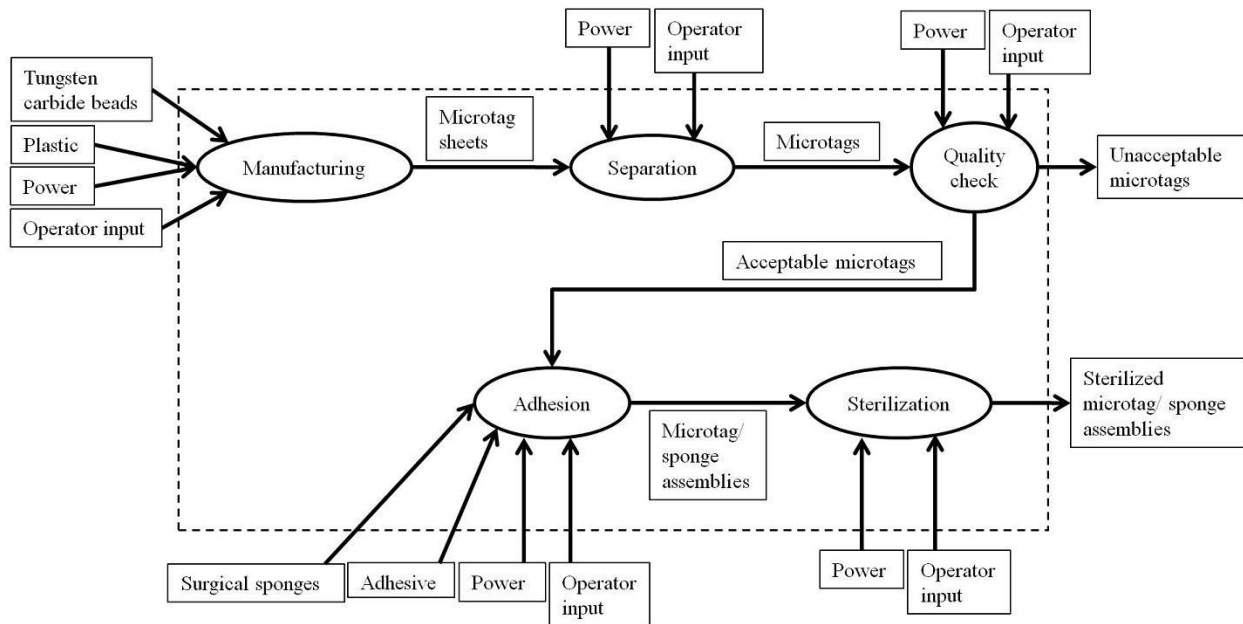 Power
Operator
input
Power
Operator
input
Tungsten
carbide beads
Plastic
Power
Operator input
Manufacturing
Microtag
sheets
Separation
Microtags
Quality
check
Unacceptable
microtags
Acceptable microtags
Adhesion
Microtag/
sponge
assemblies
Sterilization
Sterilized
microtag/ sponge
assemblies
Surgical sponges
Adhesive
Power
Operator
input
Power
Operator
input